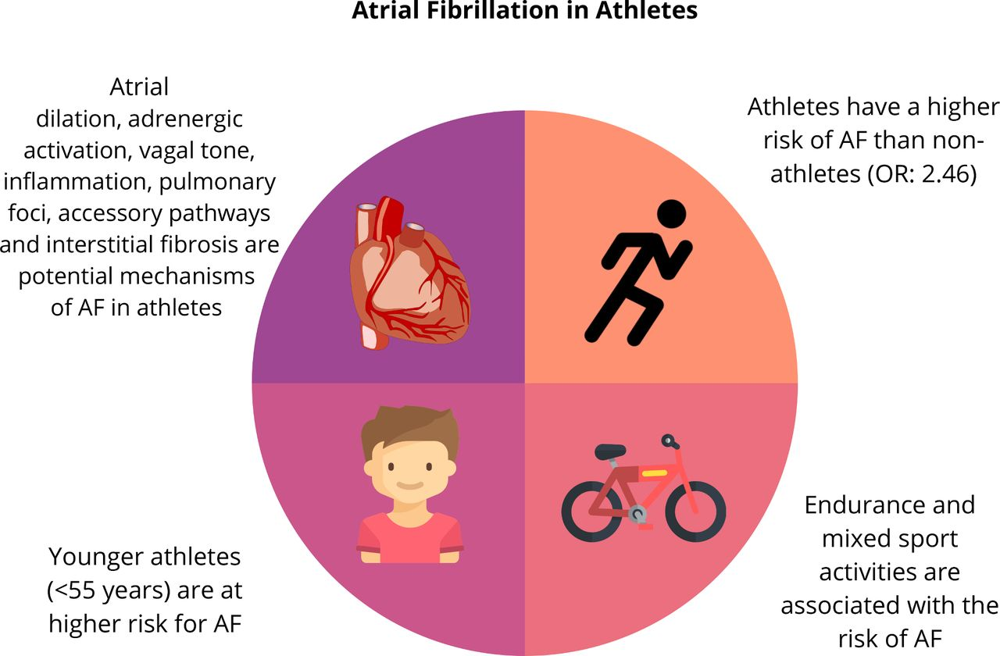 Atrial Fibrillation in Athletes
Atrial
dilation, adrenergic
activation, vagal tone,
inflammation, pulmonary
foci, accessory pathways
and interstitial fibrosis are
potential mechanisms
of AF in athletes
Athletes have a higher
risk of AF than non-
athletes (OR: 2.46)
Younger athletes
(<55 years) are at
higher risk for AF
Endurance and
mixed sport
activities are
associated with the
risk of AF